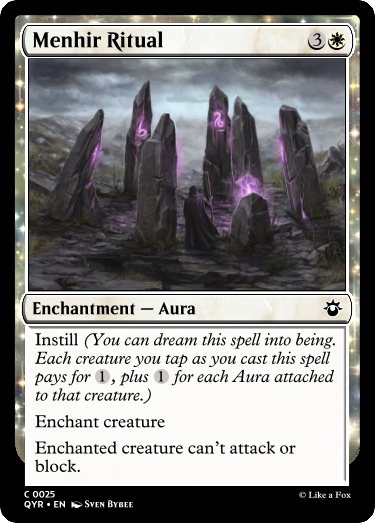 Menhir Ritual 3
Enchantment — Aura
Instill (You can dream this spell into being.
Each creature you tap as you cast this spell
pays for 1, plus 1 for each Aura attached
to that creature.)
Enchant creature
Enchanted creature can't attack or
block.
C 0025
QYR • EN Sven Bybee
© Like a Fox